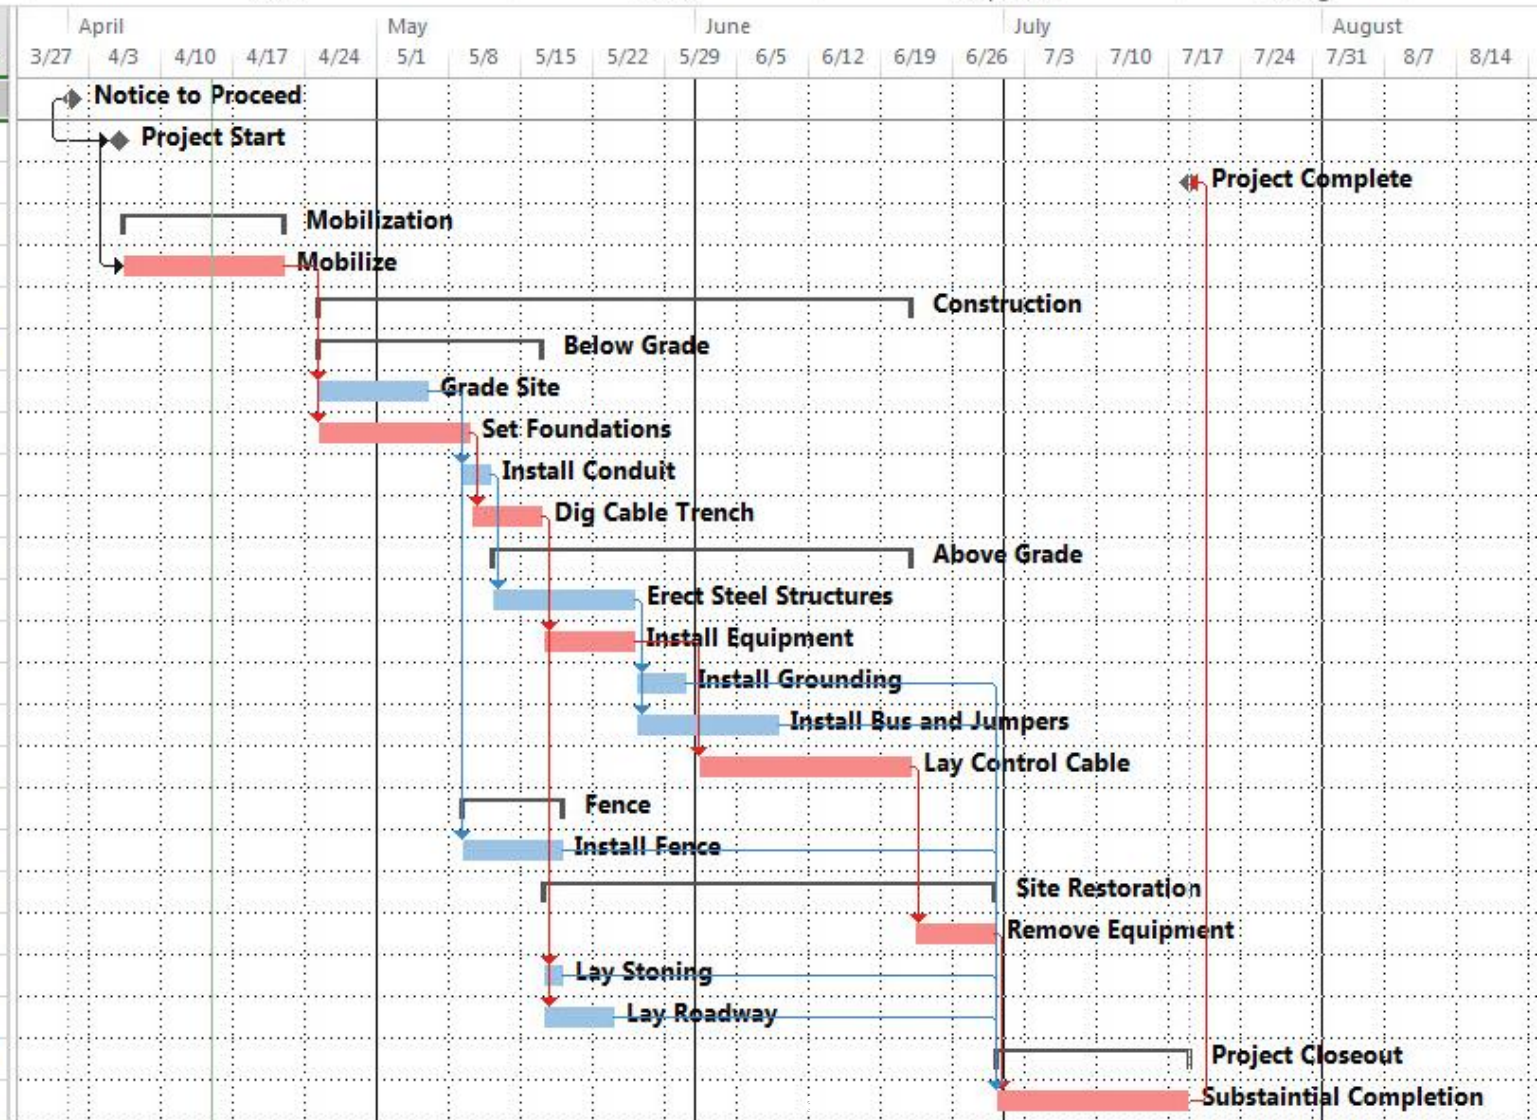 April May June July August
3/27 4/3 4/10 4/17 4/24 5/1 5/8 5/15 5/22 5/29 6/5 6/12 6/19 6/26 7/3 7/10 7/17 7/24 7/31 8/7 8/14
Notice to Proceed
Project Start
Project Complete
Mobilization
Mobilize
Construction
Below Grade
Grade Site
Set Foundations
Install Conduit
Dig Cable Trench
Above Grade
Erect Steel Structures
Install Equipment
Install Grounding
Install Bus and Jumpers
Lay Control Cable
Fence
Install Fence
Site Restoration
Remove Equipment
Lay Stoning
Lay Roadway
Project Closeout
Substaintial Completion